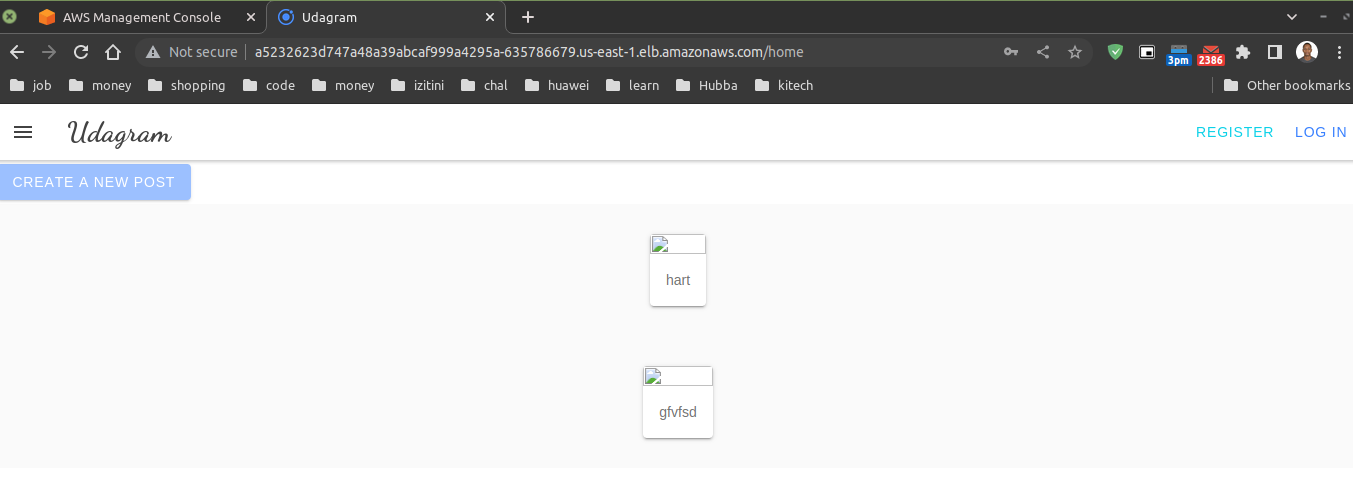 AWS Management Console
Udagram
Not secure a5232623d747a48a39abcaf999a4295a-635786679.us-east-1.elb.amazonaws.com/home
3pm
2386
job money shopping code money izitini chal huawei learn Hubba kitech Other bookmarks
Udagram
REGISTER LOG IN
CREATE A NEW POST
hart
gfvfsd